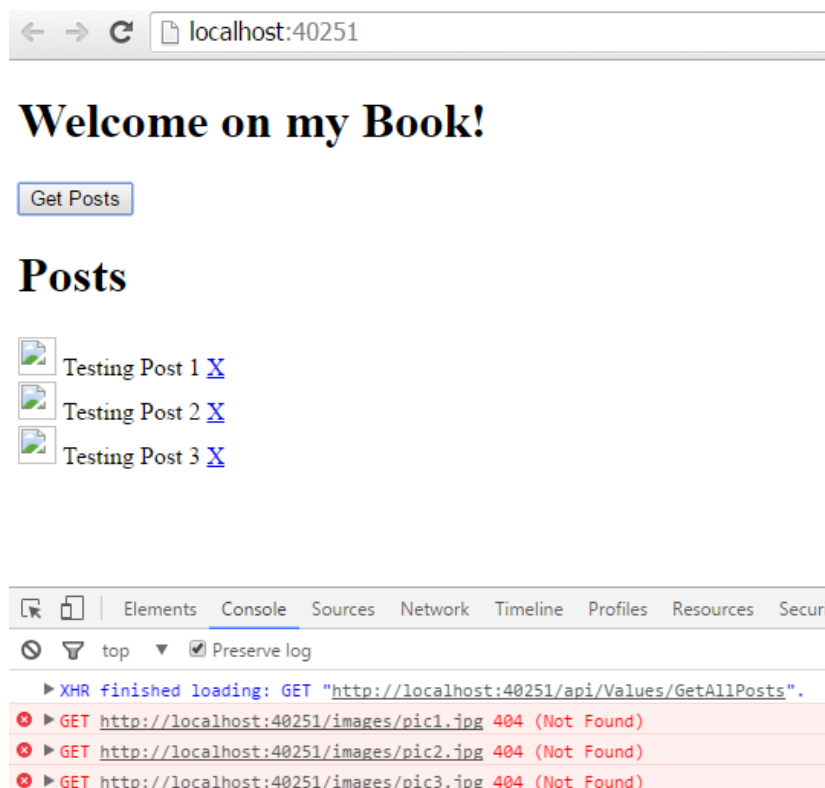 localhost:40251
Welcome on my Book!
Get Posts
Posts
Testing Post 1 X
Testing Post 2 X
Testing Post 3 X
Elements Console Sources Network Timeline Profiles Resources Secur
top ▼ Preserve log
XHR finished loading: GET "http://localhost:40251/api/Values/GetAllPosts".
GET http://localhost:40251/images/pic1.jpg 404 (Not Found)
GET http://localhost:40251/images/pic2.jpg 404 (Not Found)
GET http://localhost:40251/images/pic3.jpg 404 (Not Found)